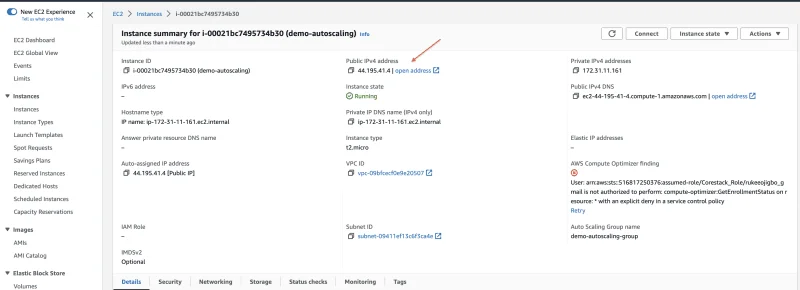 New EC2 Experience
Tell us what you think
EC2 Dashboard
EC2 Global View
Events
Limits
Instances
Instances
Instance Types
Launch Templates
Spot Requests
Savings Plans
Reserved Instances
Dedicated Hosts
Scheduled Instances
Capacity Reservations
Images
AMIs
AMI Catalog
Elastic Block Store
Volumes
EC2 > Instances > i-00021bc7495734b30
Instance summary for i-00021bc7495734b30 (demo-autoscaling) Info
Updated less than a minute ago
Connect
Instance state
Actions
Instance ID
i-00021bc7495734b30 (demo-autoscaling)
Public IPv4 address
44.195.41.4 | open address
Private IPv4 addresses
172.31.11.161
IPv6 address
–
Instance state
Running
Public IPv4 DNS
ec2-44-195-41-4.compute-1.amazonaws.com | open address
Hostname type
IP name: ip-172-31-11-161.ec2.internal
Private IP DNS name (IPv4 only)
ip-172-31-11-161.ec2.internal
Answer private resource DNS name
–
Instance type
t2.micro
Elastic IP addresses
–
Auto-assigned IP address
44.195.41.4 [Public IP]
VPC ID
vpc-09bfcacf0e9e20507
AWS Compute Optimizer finding
User: arn:aws:sts::516817250376:assumed-role/Corestack_Role/rukeeojigbo_g
mail is not authorized to perform: compute-optimizer:GetEnrollmentStatus on r
esource: * with an explicit deny in a service control policy
Retry
IAM Role
–
Subnet ID
subnet-09411ef13c6f3ca4e
Auto Scaling Group name
demo-autoscaling-group
IMDSv2
Optional
Details
Security
Networking
Storage
Status checks
Monitoring
Tags